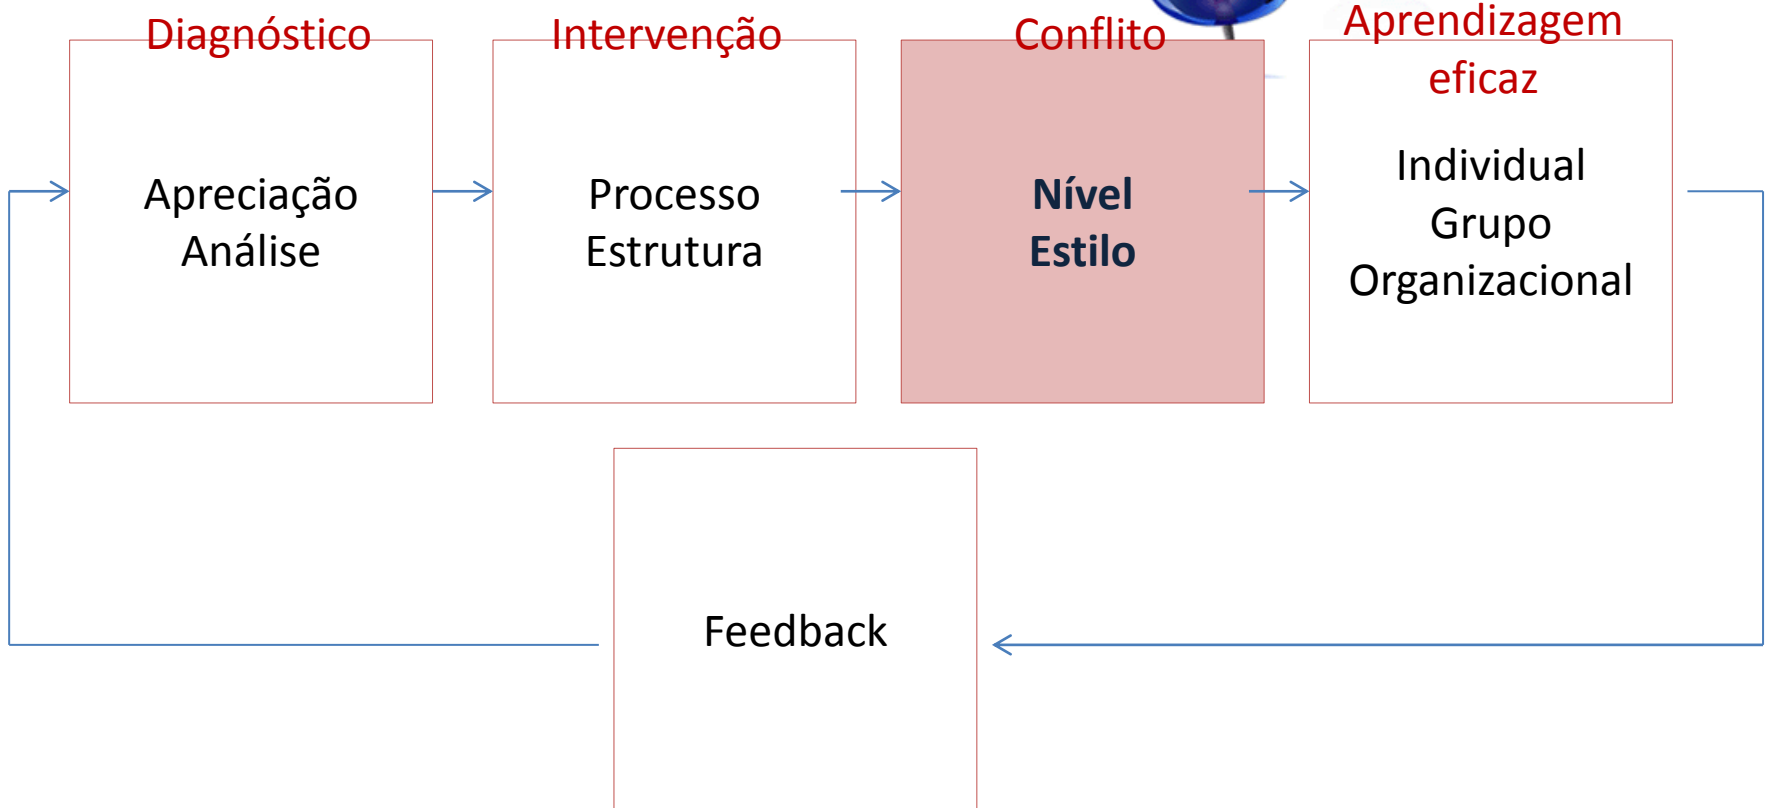 Diagnóstico
Apreciação
Análise
Intervenção
Processo
Estrutura
Conflito
Nível
Estilo
Aprendizagem
eficaz
Individual
Grupo
Organizacional
Feedback